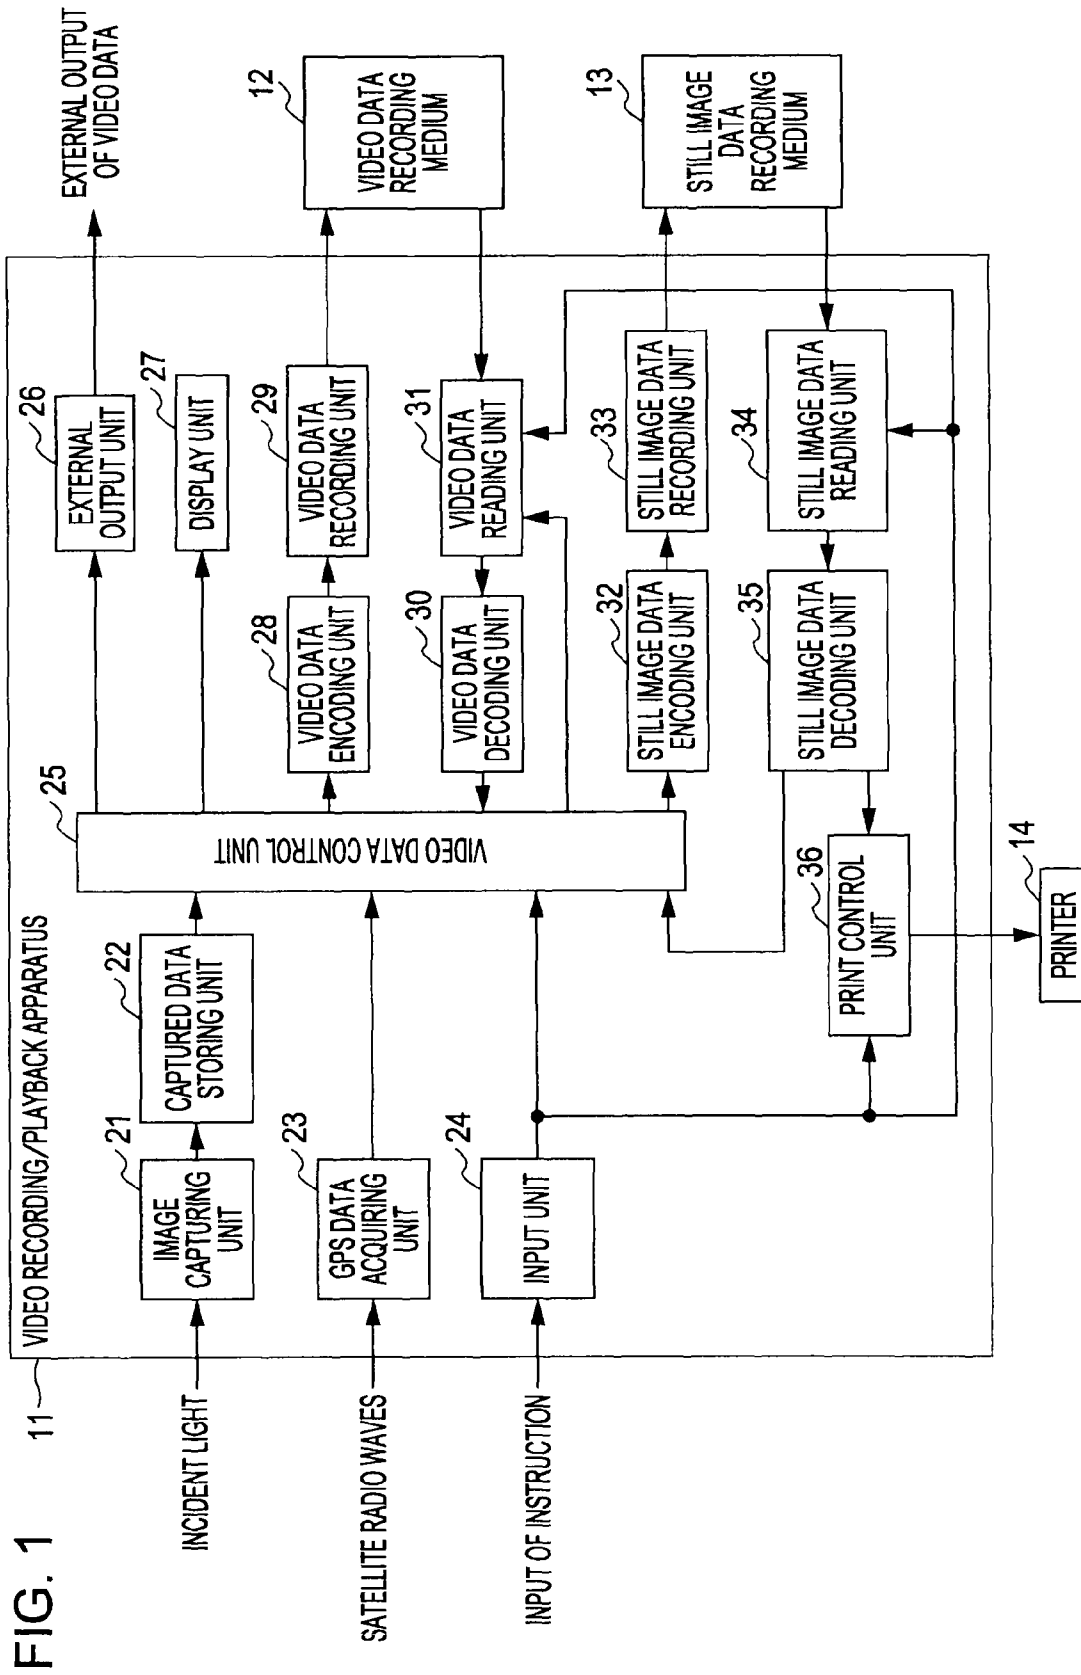 FIG. 1
11
VIDEO RECORDING/PLAYBACK APPARATUS
INCIDENT LIGHT
21
IMAGE
CAPTURING
UNIT
22
CAPTURED DATA
STORING UNIT
SATELLITE RADIO WAVES
23
GPS DATA
ACQUIRING
UNIT
INPUT OF INSTRUCTION
24
INPUT UNIT
25
VIDEO DATA CONTROL UNIT
26
EXTERNAL
OUTPUT UNIT
EXTERNAL OUTPUT
OF VIDEO DATA
27
DISPLAY UNIT
28
VIDEO DATA
ENCODING UNIT
29
VIDEO DATA
RECORDING UNIT
12
VIDEO DATA
RECORDING
MEDIUM
30
VIDEO DATA
DECODING UNIT
31
VIDEO DATA
READING UNIT
32
STILL IMAGE DATA
ENCODING UNIT
33
STILL IMAGE DATA
RECORDING UNIT
13
STILL IMAGE
DATA
RECORDING
MEDIUM
35
STILL IMAGE DATA
DECODING UNIT
34
STILL IMAGE DATA
READING UNIT
36
PRINT CONTROL
UNIT
14
PRINTER